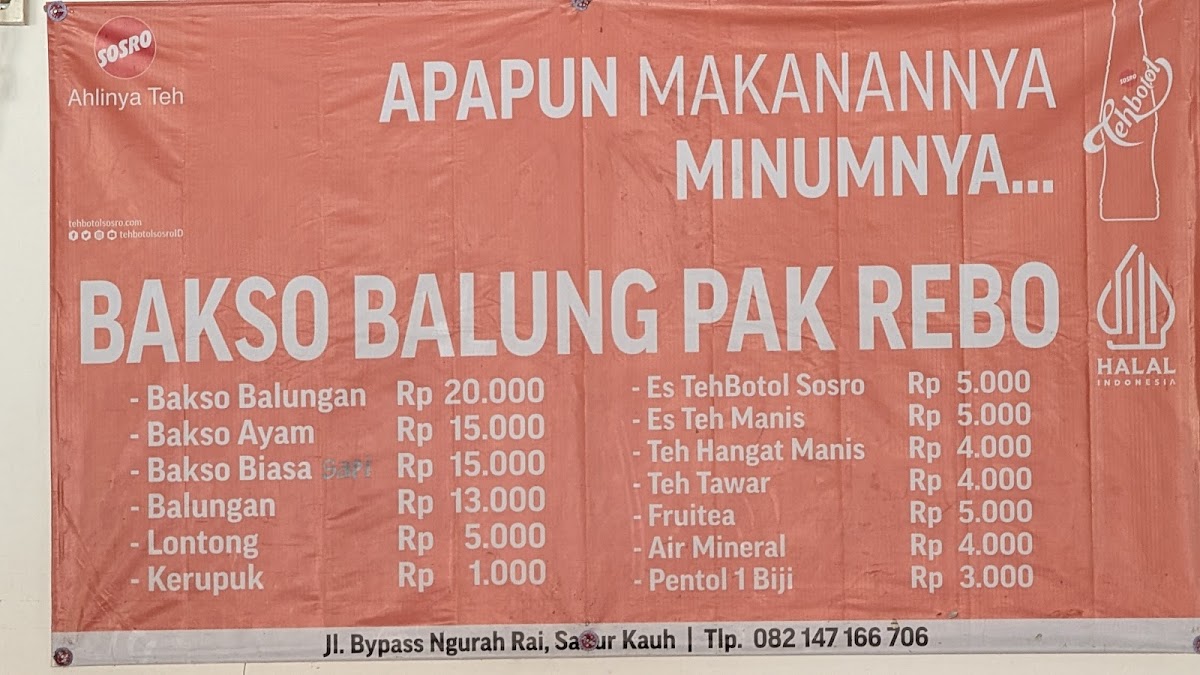 SOSRO
Ahlinya Teh
APAPUN MAKANANNYA
MINUMNYA...
SOSRO
Tehbotol
tehbotolsosro.com
tehbotolsosroID
BAKSO BALUNG PAK REBO
HALAL
INDONESIA
- Bakso Balungan Rp 20.000
- Bakso Ayam Rp 15.000
- Bakso Biasa sapi Rp 15.000
- Balungan Rp 13.000
- Lontong Rp 5.000
- Kerupuk Rp 1.000
- Es TehBotol Sosro Rp 5.000
- Es Teh Manis Rp 5.000
- Teh Hangat Manis Rp 4.000
- Teh Tawar Rp 4.000
- Fruitea Rp 5.000
- Air Mineral Rp 4.000
- Pentol 1 Biji Rp 3.000
Jl. Bypass Ngurah Rai, Kauh | Tlp. 082 147 166 706